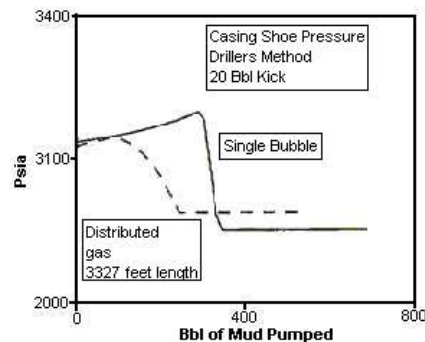 3400
Casing Shoe Pressure
Drillers Method
20 Bbl Kick
Psia
3100
Single Bubble
Distributed
gas
3327 feet length
2000
0
400
800
Bbl of Mud Pumped